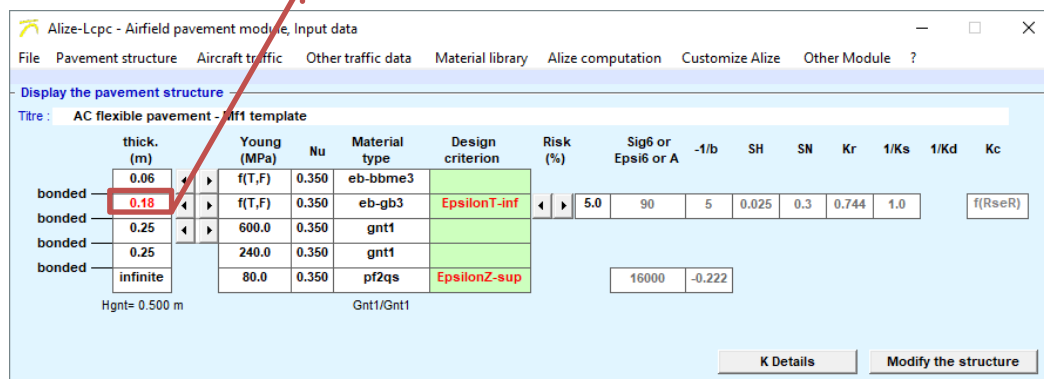 Alize-Lcpc - Airfield pavement module, Input data
File Pavement structure Aircraft traffic Other traffic data Material library Alize computation Customize Alize Other Module ?
Display the pavement structure
Titre : AC flexible pavement - Mf1 template
thick. (m) Young (MPa) Nu Material type Design criterion Risk (%) Sig6 or Epsi6 or A -1/b SH SN Kr 1/Ks 1/Kd Kc
0.06 f(T,F) 0.350 eb-bbme3
bonded
0.18 f(T,F) 0.350 eb-gb3 EpsilonT-inf 5.0 90 5 0.025 0.3 0.744 1.0 f(RseR)
bonded
0.25 600.0 0.350 gnt1
bonded
0.25 240.0 0.350 gnt1
bonded
infinite 80.0 0.350 pf2qs EpsilonZ-sup 16000 -0.222
Hgnt= 0.500 m Gnt1/Gnt1
K Details Modify the structure